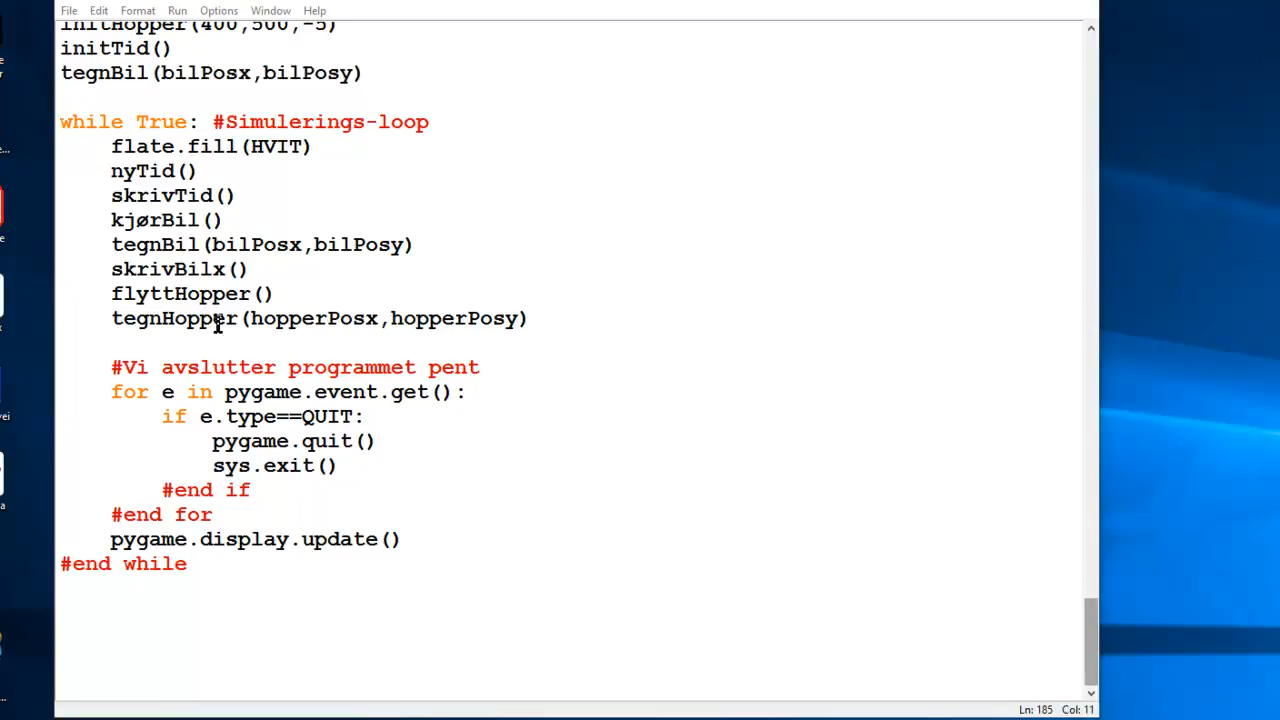 File Edit Format Run Options Window Help
initHopper(400,500,-5)
initTid()
tegnBil(bilPosx,bilPosy)
while True: #Simulerings-loop
flate.fill(HVIT)
nyTid()
skrivTid()
kjørBil()
tegnBil(bilPosx,bilPosy)
skrivBilx()
flyttHopper()
tegnHopper(hopperPosx,hopperPosy)
#Vi avslutter programmet pent
for e in pygame.event.get():
if e.type==QUIT:
pygame.quit()
sys.exit()
#end if
#end for
pygame.display.update()
#end while
Ln: 185 Col: 11